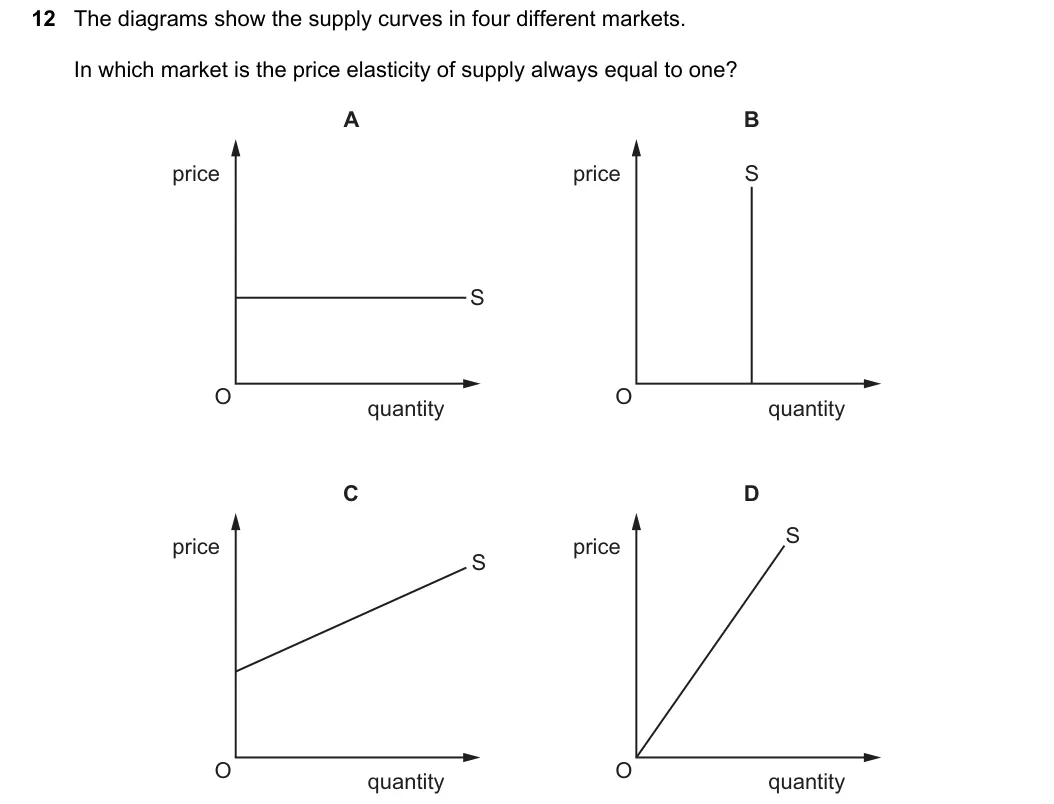 12 The diagrams show the supply curves in four different markets.
In which market is the price elasticity of supply always equal to one?
A
price
S
O
quantity
B
price
S
O
quantity
C
price
S
O
quantity
D
price
S
O
quantity